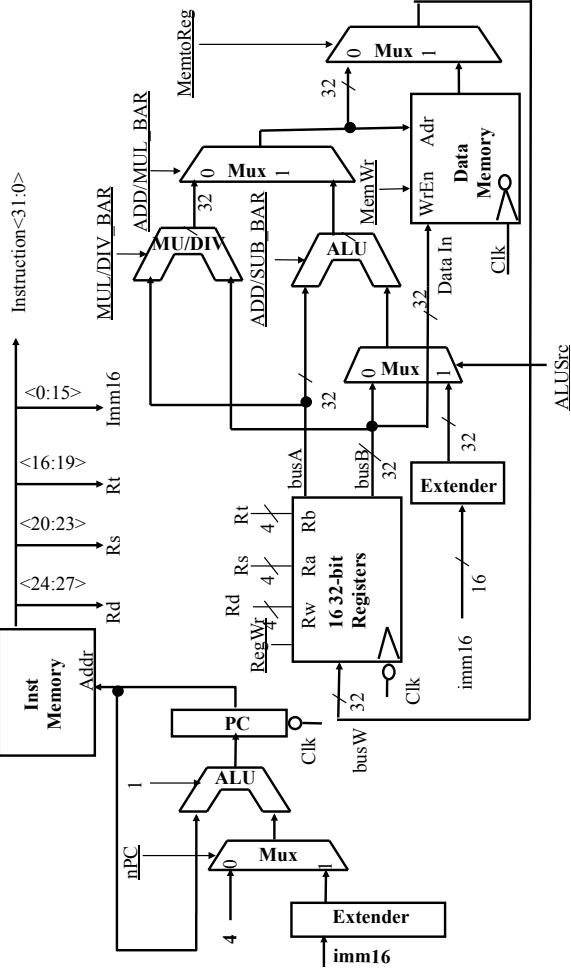 Instruction<31:0>
<0:15>
Imm16
<16:19>
Rt
<20:23>
Rs
<24:27>
Rd
Inst
Memory
Addr
nPC
1
ALU
PC
Clk
0
Mux
1
4
Extender
imm16
RegWr
Rd
Rs
Rt
4
4
4
Rw
Ra
Rb
16 32-bit
Registers
busW
32
Clk
busA
32
busB
32
imm16
16
Extender
32
0
Mux
1
ALUSrc
MUL/DIV_BAR
MU/DIV
32
ADD/SUB_BAR
ALU
ADD/MUL_BAR
0
Mux
1
MemWr
32
Data In
WrEn
Adr
Data
Memory
Clk
32
MemtoReg
0
Mux
1